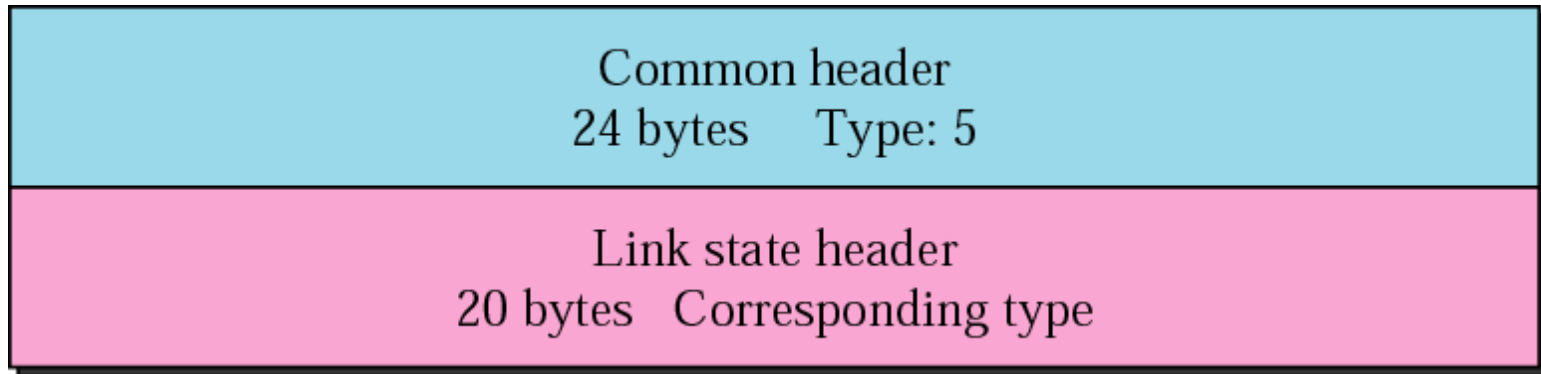 Common header
24 bytes Type: 5
Link state header
20 bytes Corresponding type